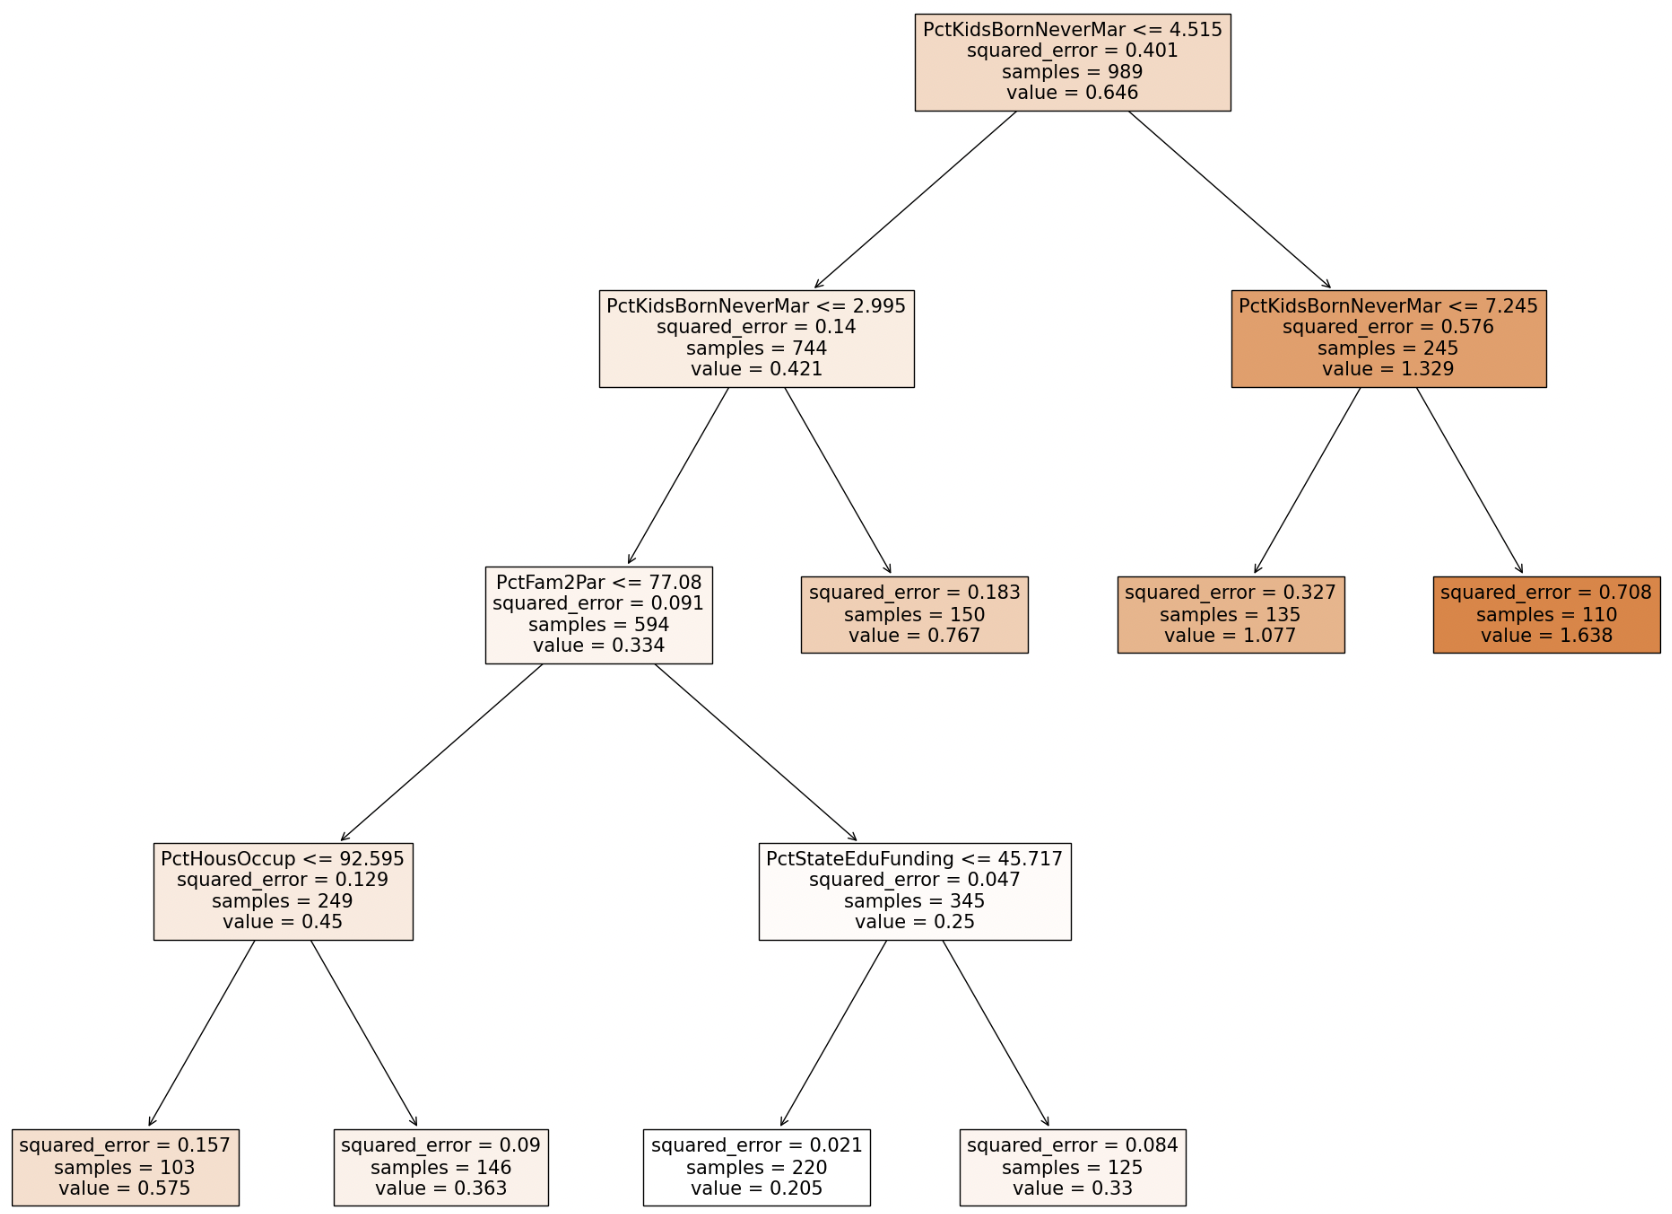 PctKidsBornNeverMar <= 4.515
squared_error = 0.401
samples = 989
value = 0.646
PctKidsBornNeverMar <= 2.995
squared_error = 0.14
samples = 744
value = 0.421
PctKidsBornNeverMar <= 7.245
squared_error = 0.576
samples = 245
value = 1.329
PctFam2Par <= 77.08
squared_error = 0.091
samples = 594
value = 0.334
squared_error = 0.183
samples = 150
value = 0.767
squared_error = 0.327
samples = 135
value = 1.077
squared_error = 0.708
samples = 110
value = 1.638
PctHousOccup <= 92.595
squared_error = 0.129
samples = 249
value = 0.45
PctStateEduFunding <= 45.717
squared_error = 0.047
samples = 345
value = 0.25
squared_error = 0.157
samples = 103
value = 0.575
squared_error = 0.09
samples = 146
value = 0.363
squared_error = 0.021
samples = 220
value = 0.205
squared_error = 0.084
samples = 125
value = 0.33